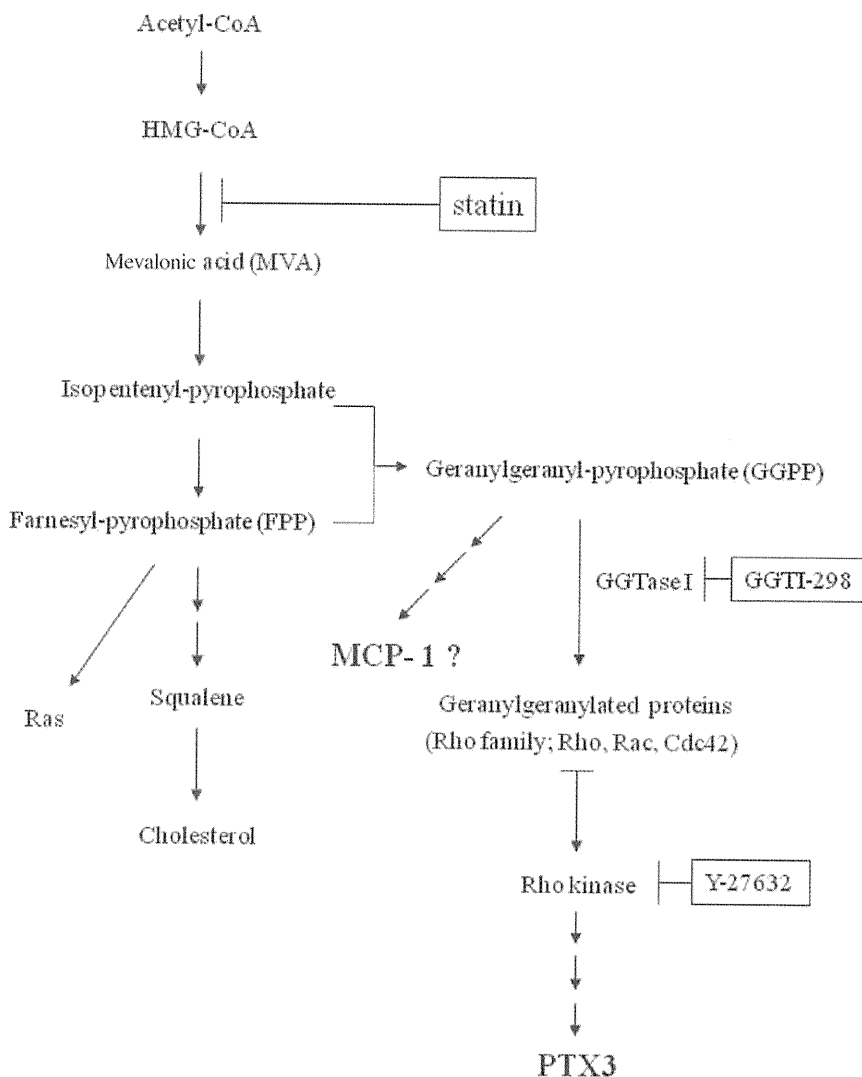 Acetyl-CoA
HMG-CoA
statin
Mevalonic acid (MVA)
Isopentenyl-pyrophosphate
Geranylgeranyl-pyrophosphate (GGPP)
Farnesyl-pyrophosphate (FPP)
GGTase I
GGTI-298
MCP- 1 ?
Ras
Squalene
Geranylgeranylated proteins
(Rho family; Rho, Rac, Cdc42)
Cholesterol
Rho kinase
Y-27632
PTX3